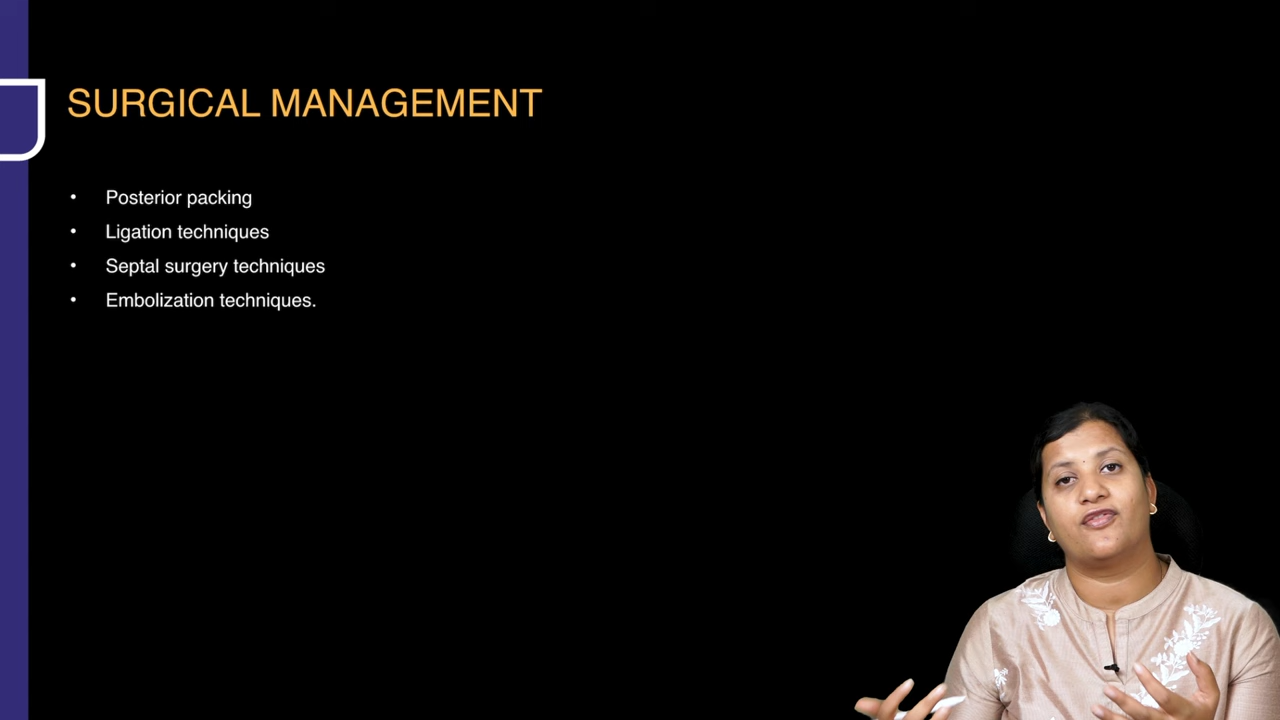 SURGICAL MANAGEMENT
• Posterior packing
• Ligation techniques
• Septal surgery techniques
• Embolization techniques.